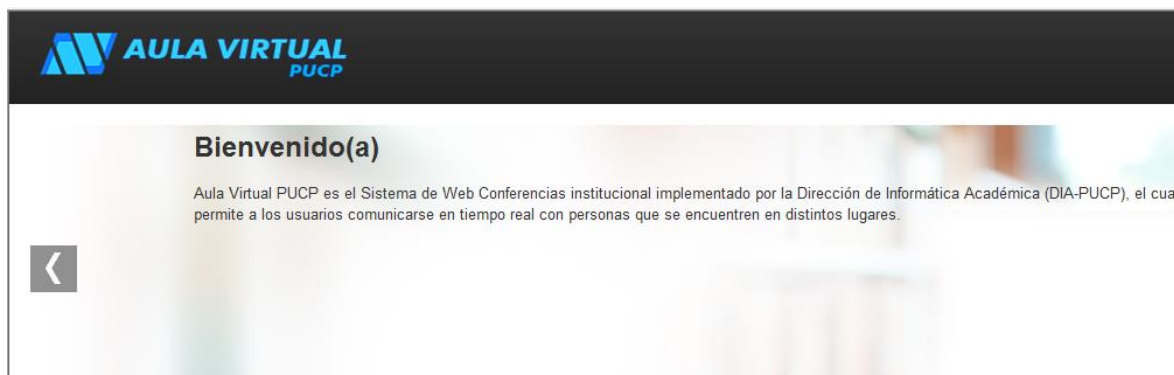 AULA VIRTUAL
PUCP
Bienvenido(a)
Aula Virtual PUCP es el Sistema de Web Conferencias institucional implementado por la Dirección de Informática Académica (DIA-PUCP), el cua
permite a los usuarios comunicarse en tiempo real con personas que se encuentren en distintos lugares.